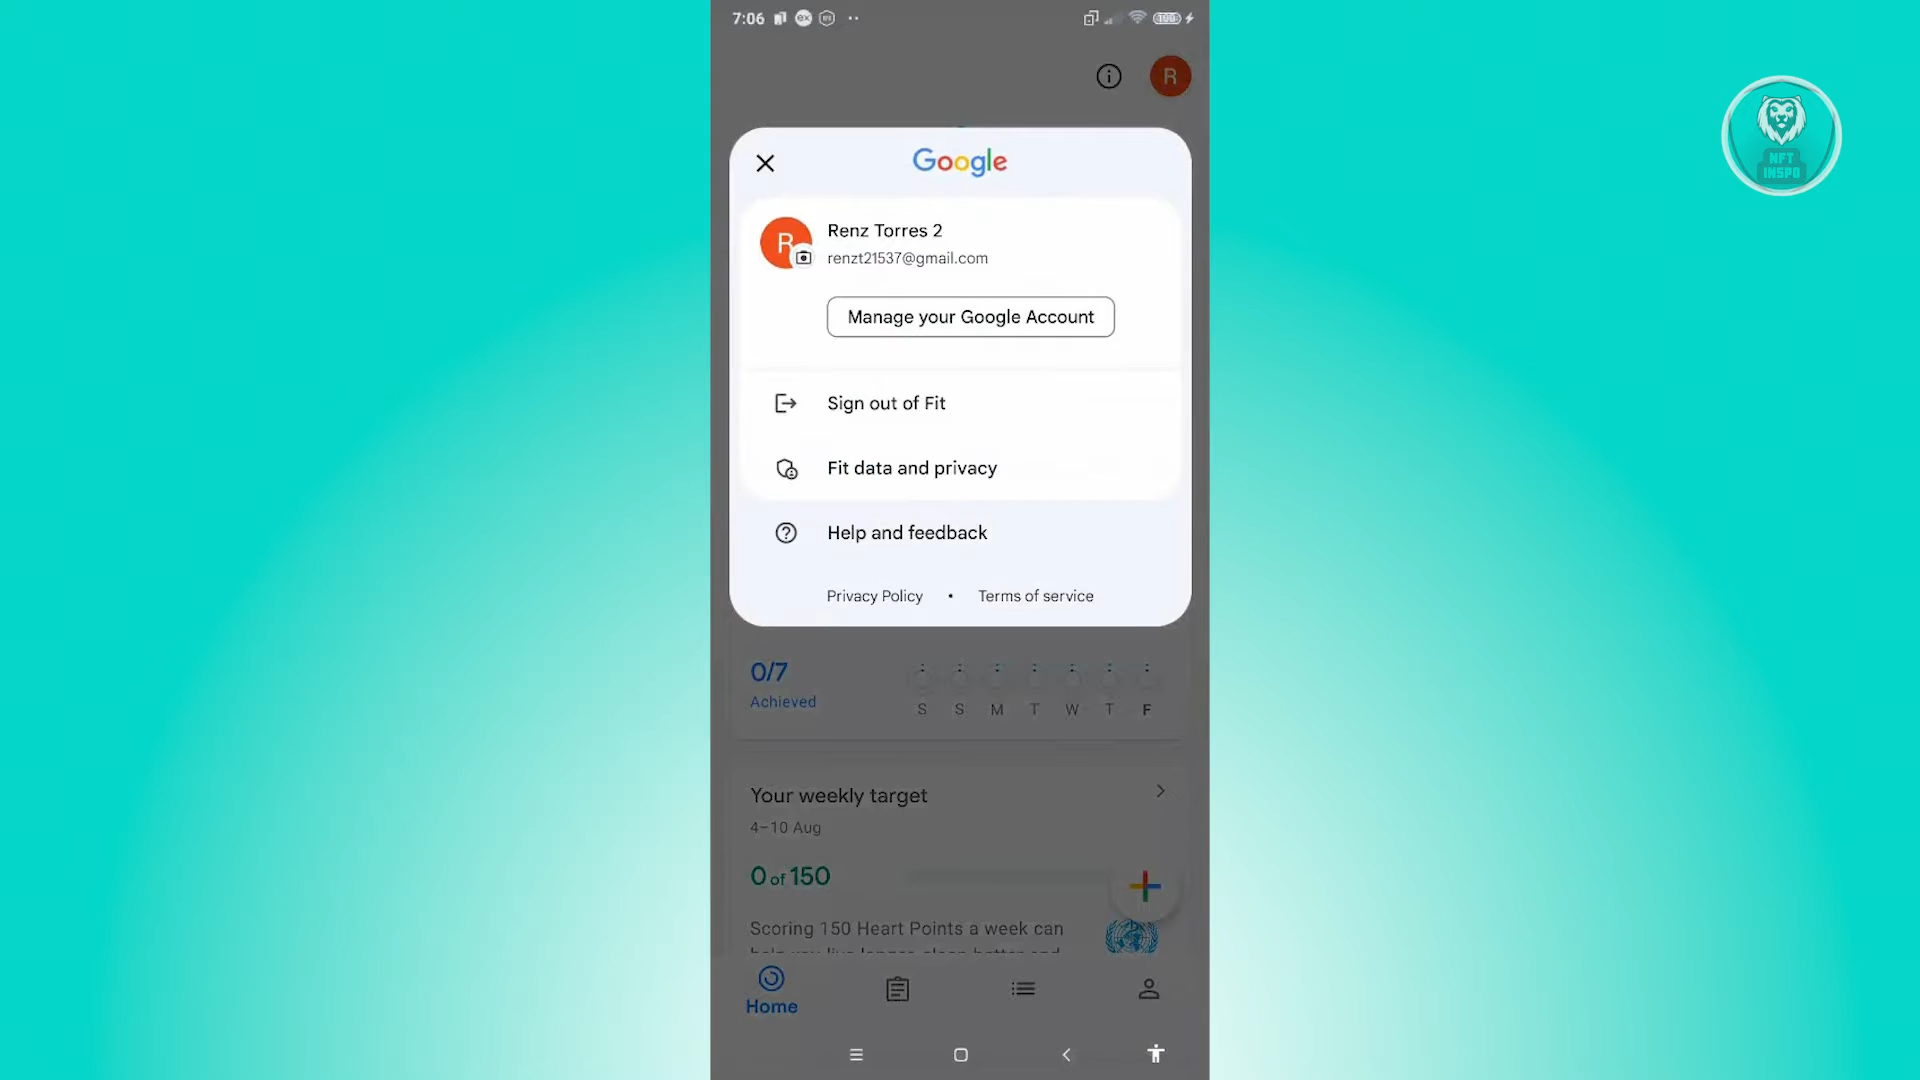 7:06
R
NFT
INSPO
Google
R
Renz Torres 2
renzt21537@gmail.com
Manage your Google Account
Sign out of Fit
Fit data and privacy
Help and feedback
Privacy Policy • Terms of service
0/7
Achieved
S S M T W T F
Your weekly target
4–10 Aug
0 of 150
Scoring 150 Heart Points a week can
Home